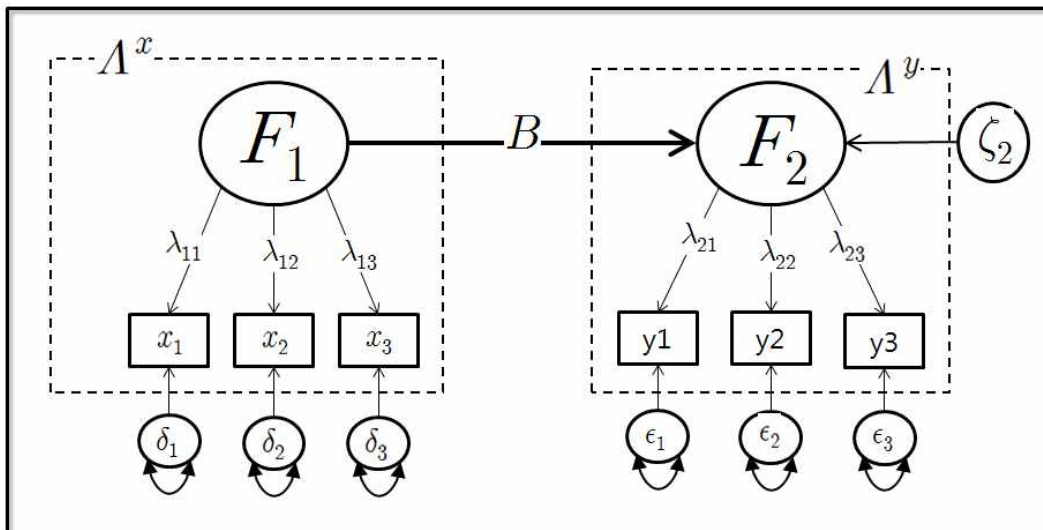 Λ^x
Λ^y
F₁
B
F₂
ζ₂
λ₁₁
λ₁₂
λ₁₃
λ₂₁
λ₂₂
λ₂₃
x₁
x₂
x₃
y1
y2
y3
δ₁
δ₂
δ₃
ϵ₁
ϵ₂
ϵ₃